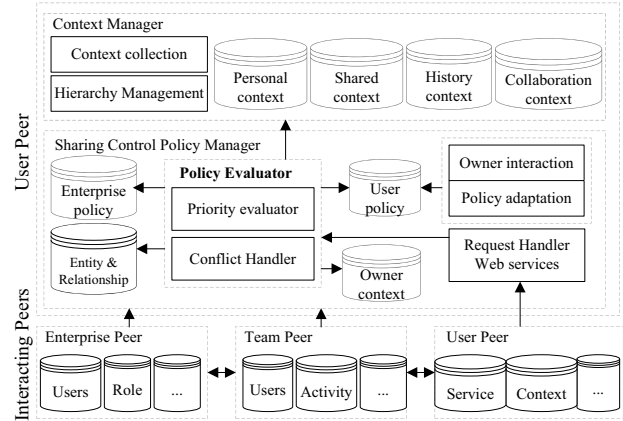 Context Manager
Context collection
Hierarchy Management
Personal
context
Shared
context
History
context
Collaboration
context
User Peer
Sharing Control Policy Manager
Enterprise
policy
Policy Evaluator
Priority evaluator
Conflict Handler
User
policy
Owner interaction
Policy adaptation
Entity &
Relationship
Owner
context
Request Handler
Web services
Interacting Peers
Enterprise Peer
Users
Role
...
Team Peer
Users
Activity
...
User Peer
Service
Context
...